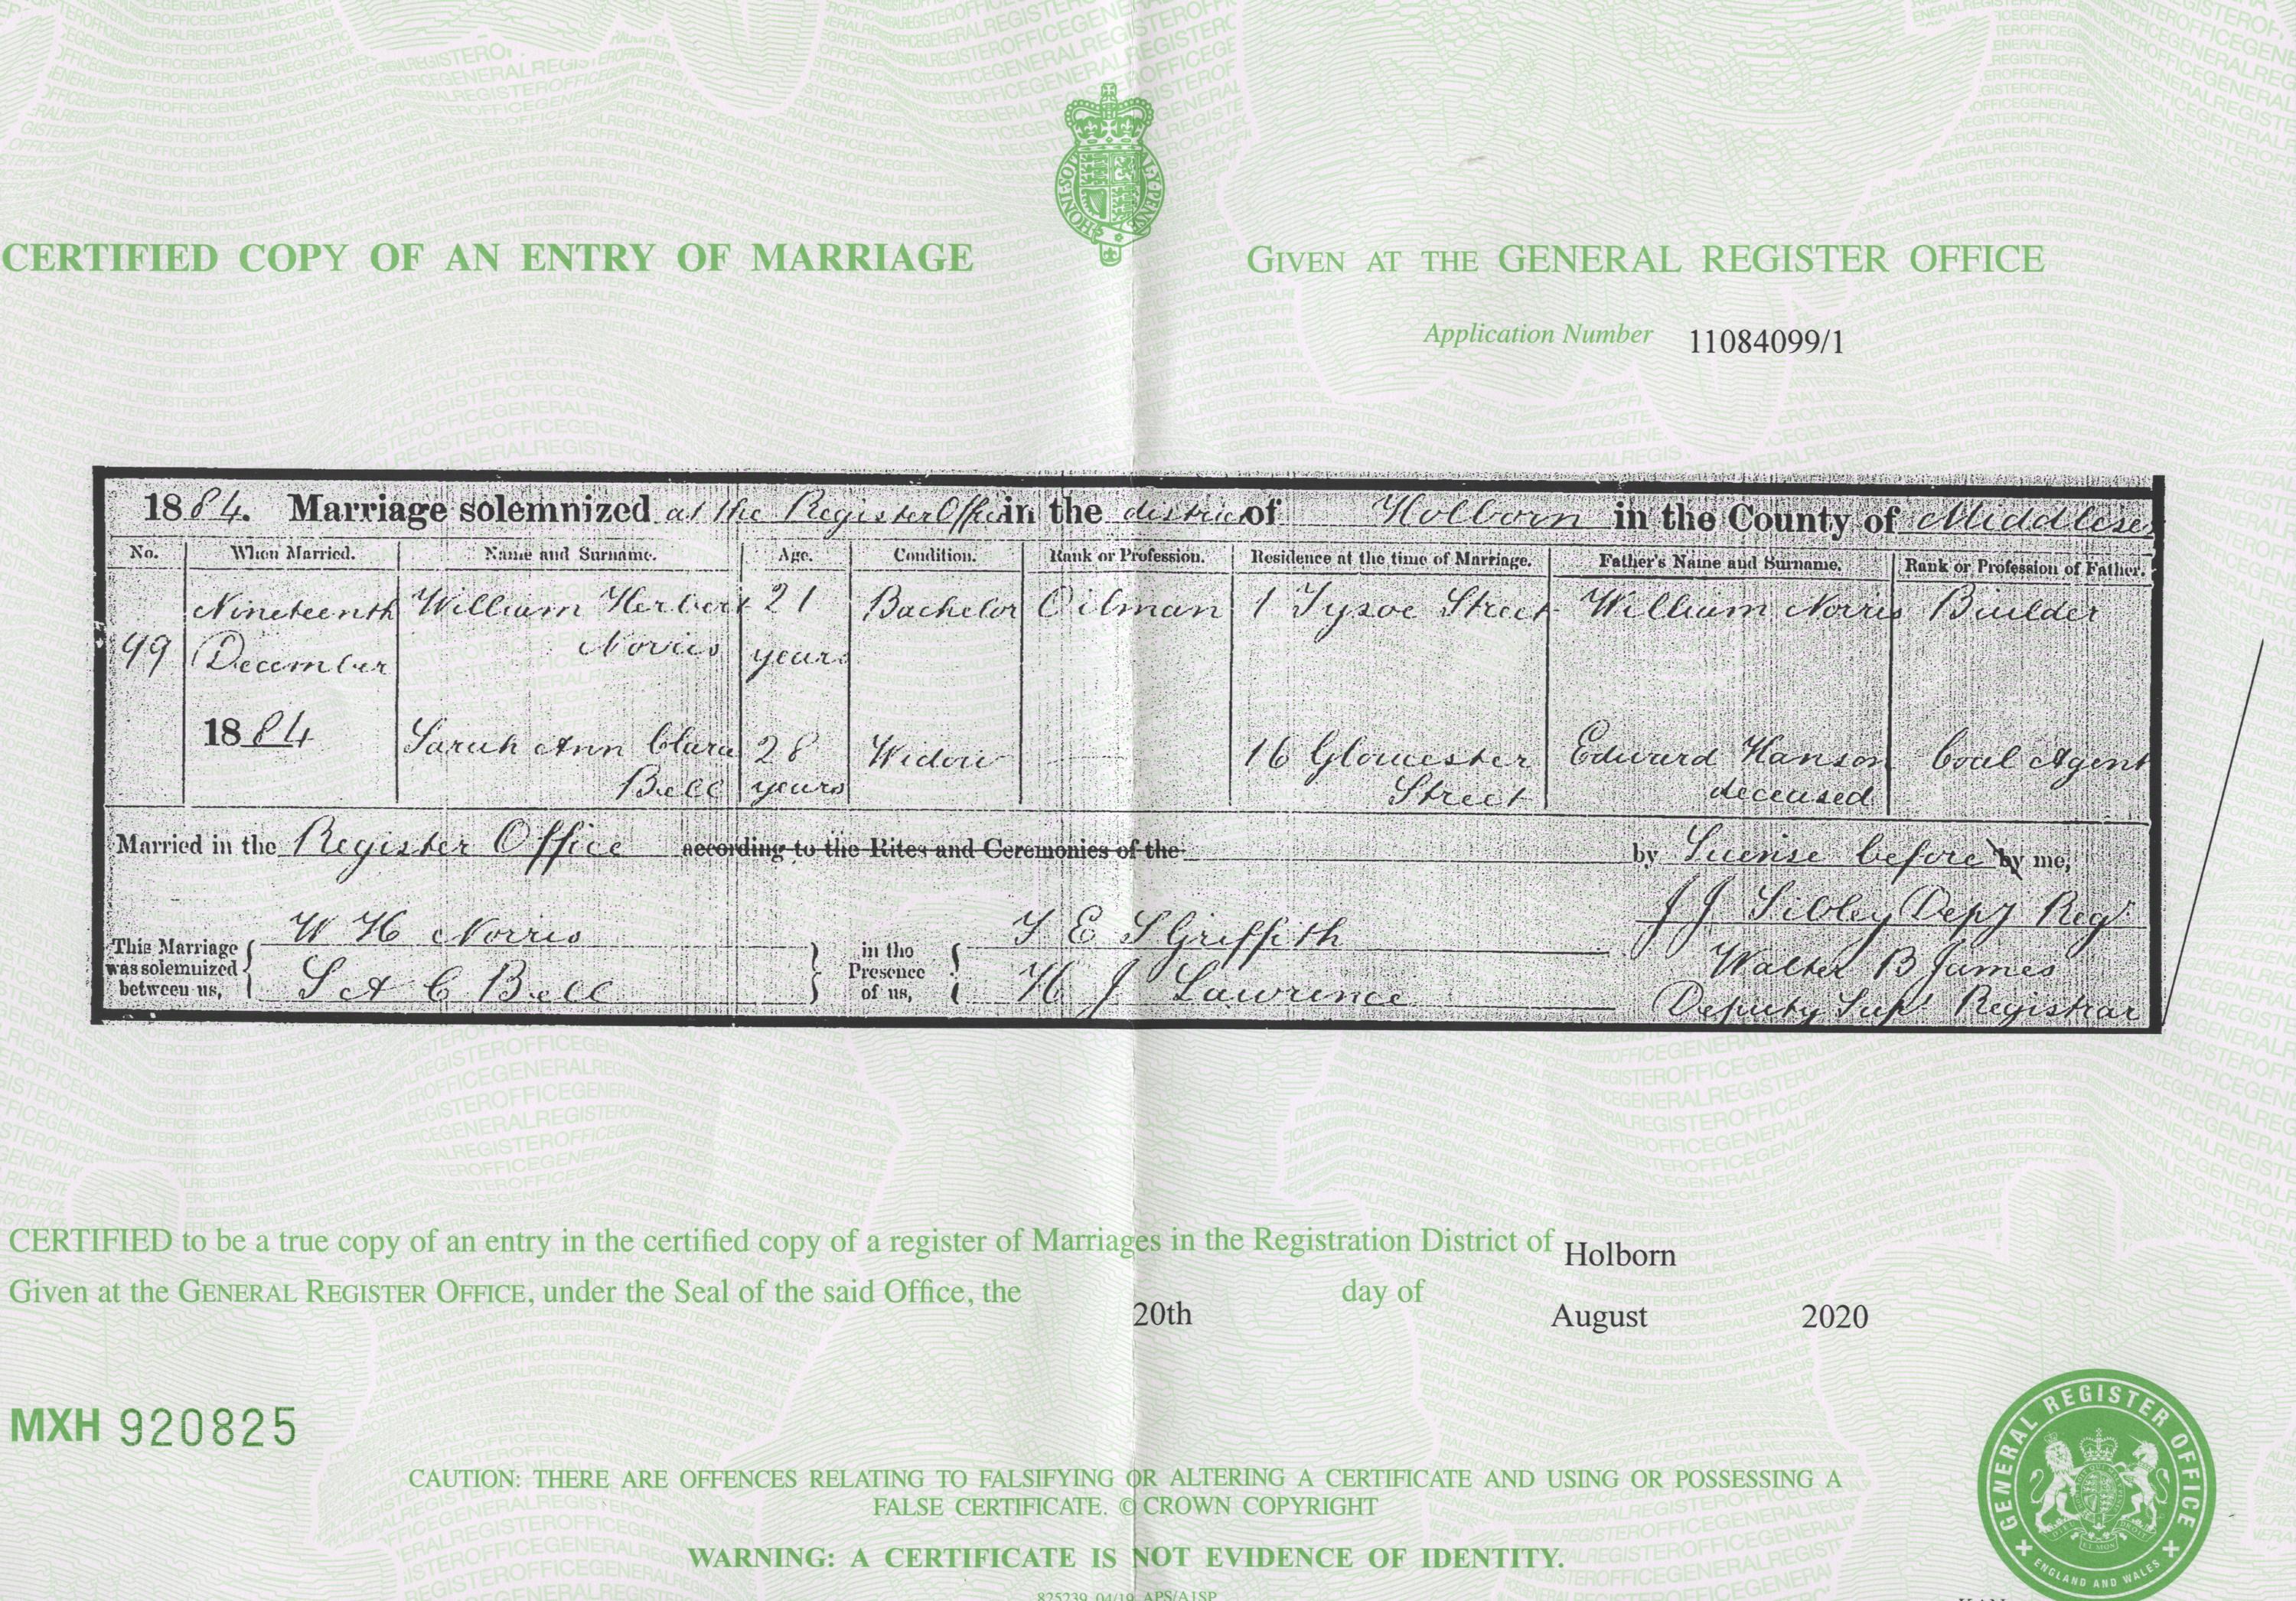 CERTIFIED COPY OF AN ENTRY OF MARRIAGE
GIVEN AT THE GENERAL REGISTER OFFICE
Application Number 11084099/1
1884. Marriage solemnized at the Register Office in the district of Holborn in the County of Middlesex
No. When Married. Name and Surname. Age. Condition. Rank or Profession. Residence at the time of Marriage. Father's Name and Surname. Rank or Profession of Father.
Nineteenth William Herbert 21 Bachelor Oilman 1 Tysoe Street William Norris Builder
99 December Norris years
1884 Sarah Ann Clara 28 Widow 16 Gloucester Edward Hanson Coal Agent
Bell years Street deceased
Married in the Register Office according to the Rites and Ceremonies of the by License before by me,
W H Norris T E S Griffith J J Sibley Depy Regr
This Marriage was solemnized between us, in the Presence of us, Walter B James
S A C Bell H J Lawrence Deputy Supt Registrar
CERTIFIED to be a true copy of an entry in the certified copy of a register of Marriages in the Registration District of Holborn
Given at the GENERAL REGISTER OFFICE, under the Seal of the said Office, the 20th day of August 2020
MXH 920825
CAUTION: THERE ARE OFFENCES RELATING TO FALSIFYING OR ALTERING A CERTIFICATE AND USING OR POSSESSING A
FALSE CERTIFICATE. © CROWN COPYRIGHT
WARNING: A CERTIFICATE IS NOT EVIDENCE OF IDENTITY.
825239 04/19 APS/A1SP
GENERAL REGISTER OFFICE
ENGLAND AND WALES